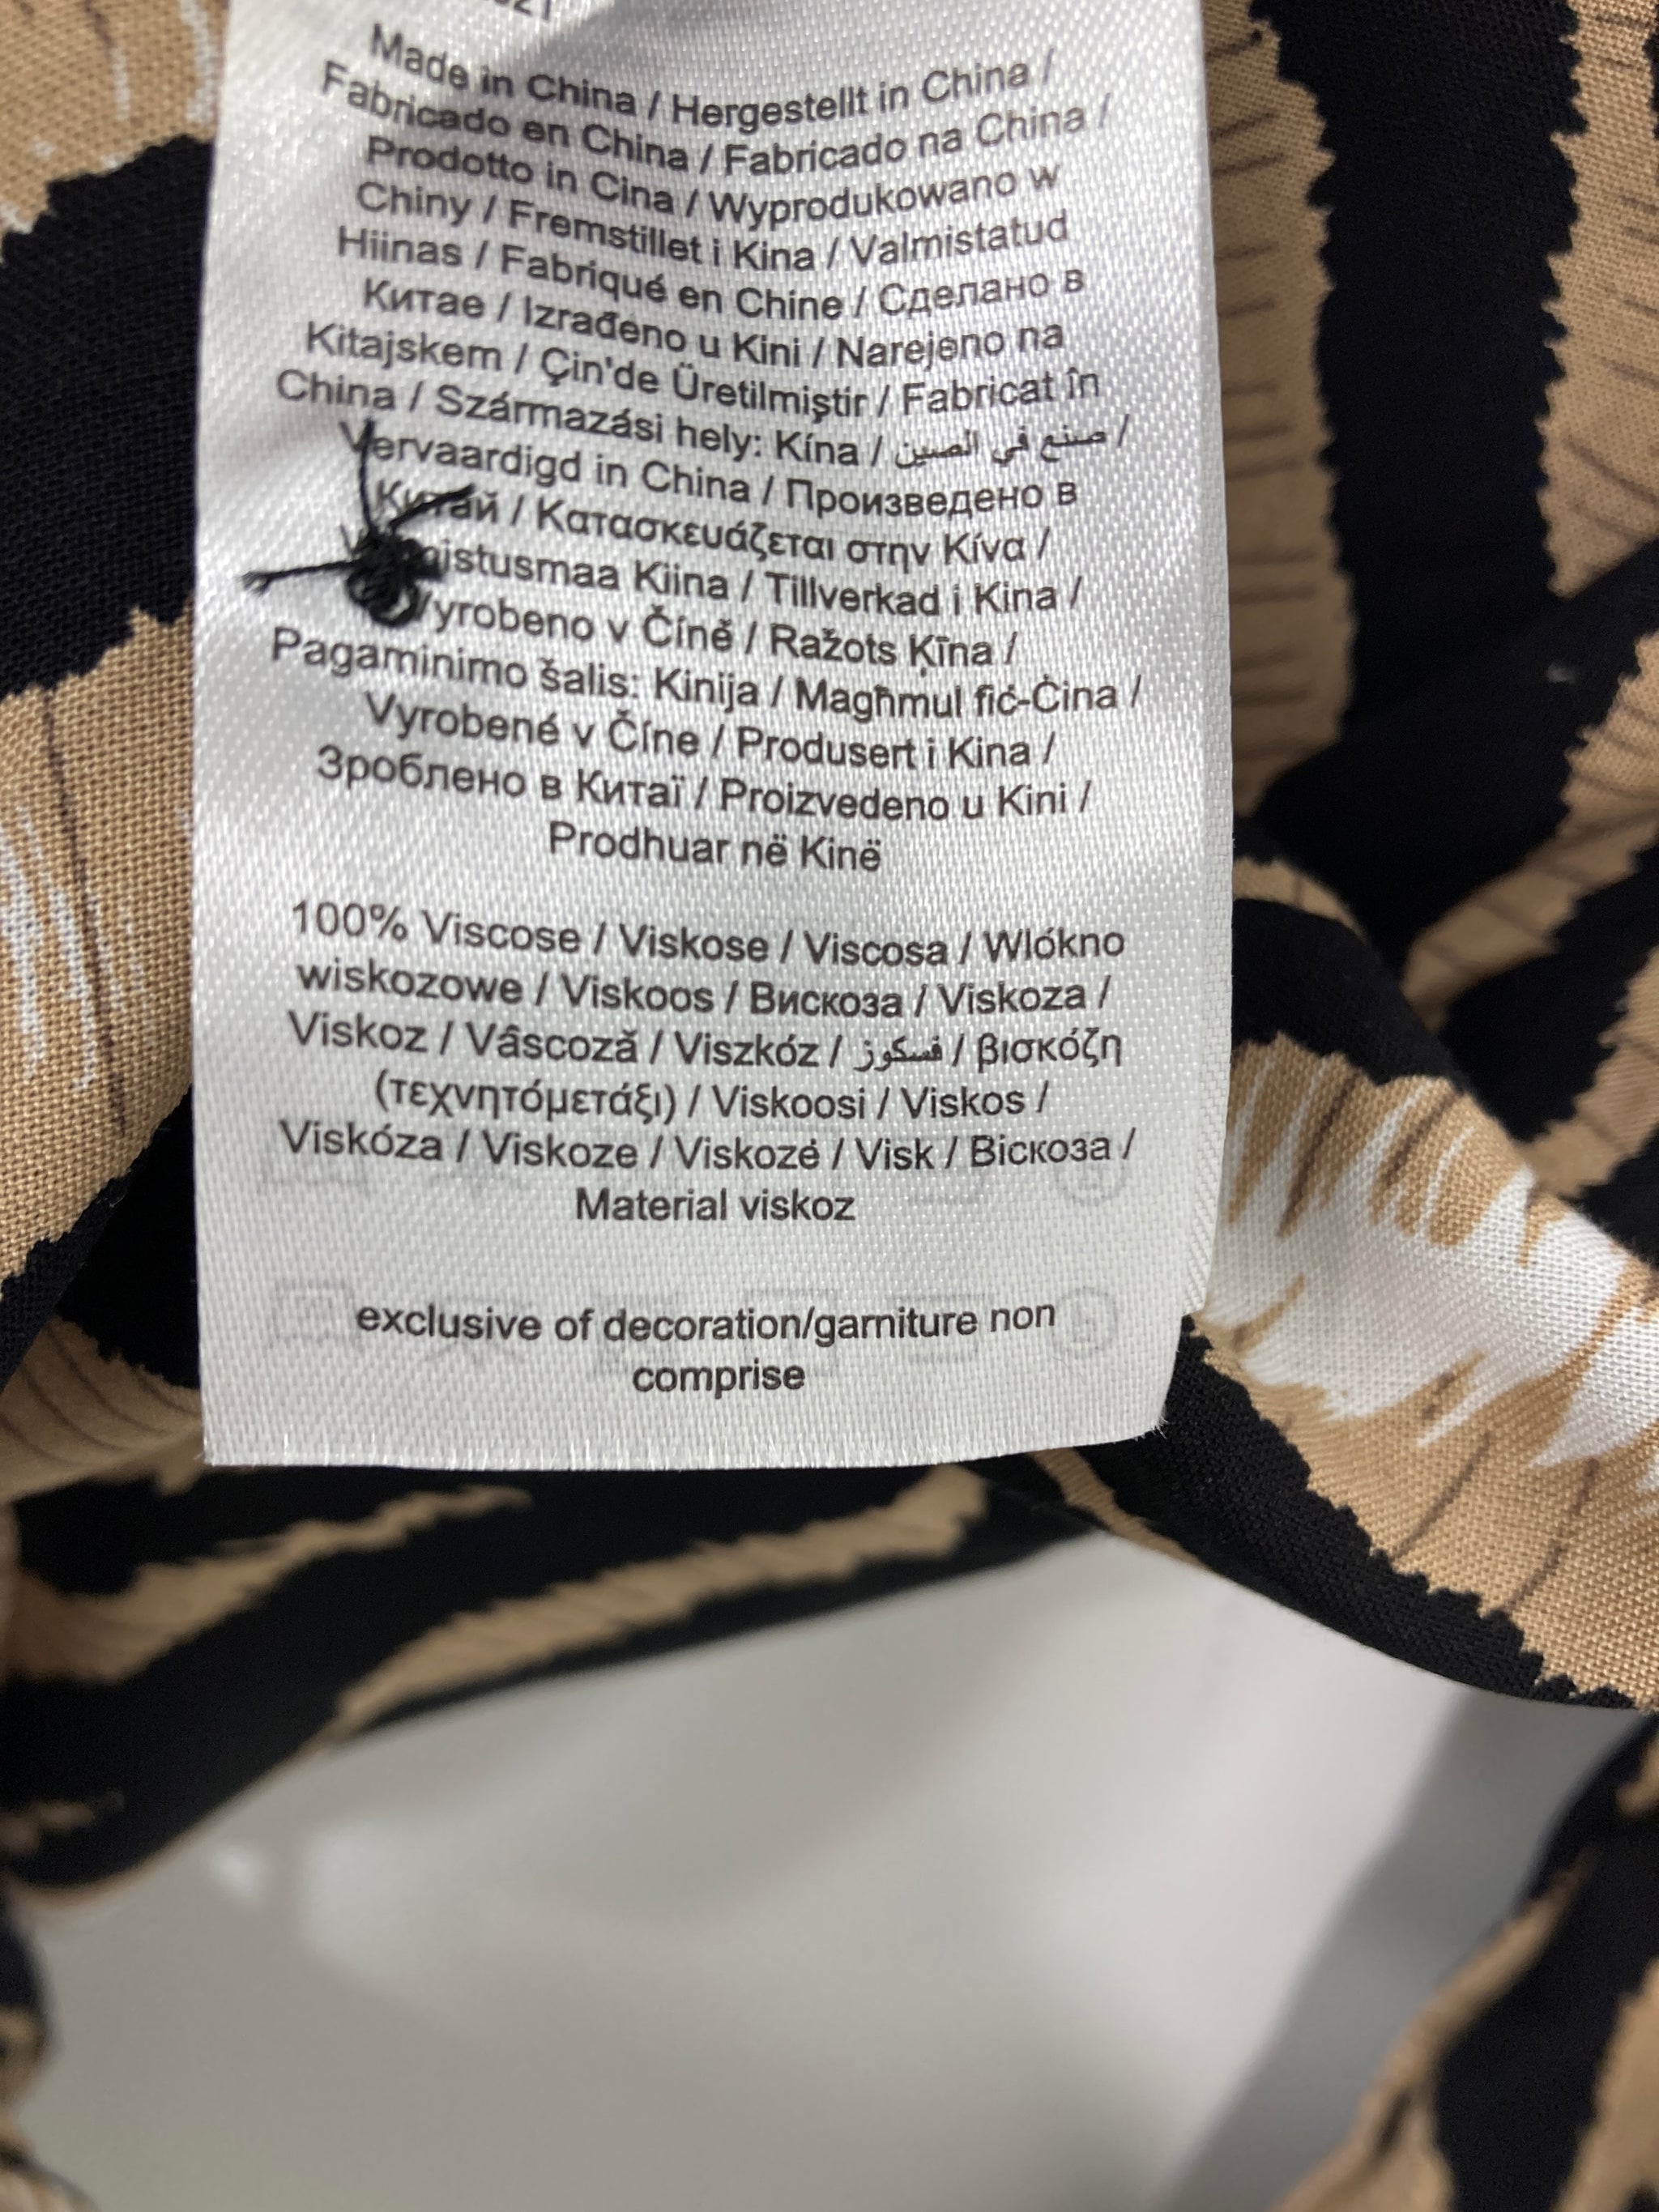 Made in China / Hergestellt in China /
Fabricado en China / Fabricado na China /
Prodotto in Cina / Wyprodukowano w
Chiny / Fremstillet i Kina / Valmistatud
Hiinas / Fabriqué en Chine / Сделано в
Китае / Izrađeno u Kini / Narejeno na
Kitajskem / Çin'de Üretilmiştir / Fabricat în
China / Származási hely: Kína / صنع في الصين /
Vervaardigd in China / Произведено в
Китай / Κατασκευάζεται στην Κίνα /
Kiina / Tillverkad i Kina /
Vyrobeno v Číně / Ražots Ķīna /
Pagaminimo šalis: Kinija / Magħmul fiċ-Ċina /
Vyrobené v Číne / Produsert i Kina /
Зроблено в Китаї / Proizvedeno u Kini /
Prodhuar në Kinë
100% Viscose / Viskose / Viscosa / Wlókno
wiskozowe / Viskoos / Вискоза / Viskoza /
Viskoz / Vâscoză / Viszkóz / فسكوز / βισκόζη
(τεχνητόμετάξι) / Viskoosi / Viskos /
Viskóza / Viskoze / Viskozė / Visk / Віскоза /
Material viskoz
exclusive of decoration/garniture non
comprise